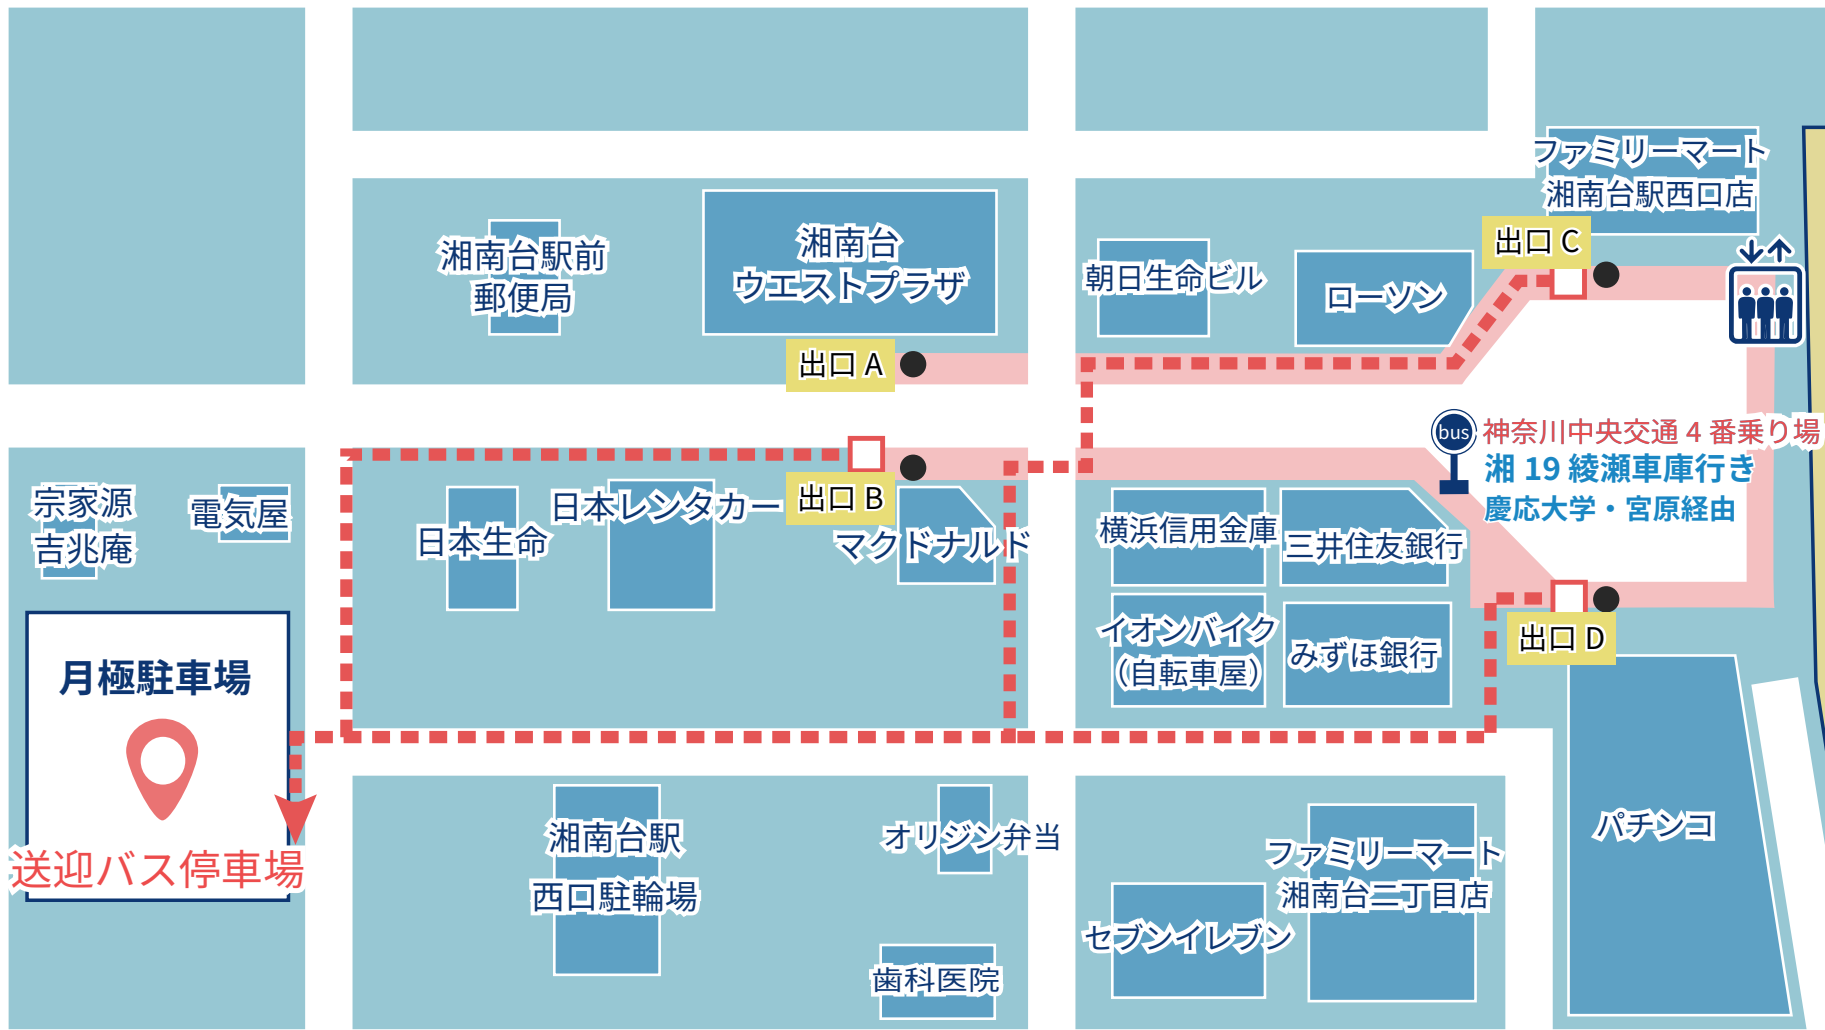 ファミリーマート
湘南台駅西口店
出口 C
湘南台駅前
郵便局
湘南台
ウエストプラザ
朝日生命ビル
ローソン
出口 A
bus
神奈川中央交通 4 番乗り場
湘 19 綾瀬車庫行き
慶応大学・宮原経由
宗家源
吉兆庵
電気屋
日本生命
日本レンタカー
出口 B
マクドナルド
横浜信用金庫
三井住友銀行
イオンバイク
（自転車屋）
みずほ銀行
出口 D
月極駐車場
送迎バス停車場
湘南台駅
西口駐輪場
オリジン弁当
歯科医院
セブンイレブン
ファミリーマート
湘南台二丁目店
パチンコ